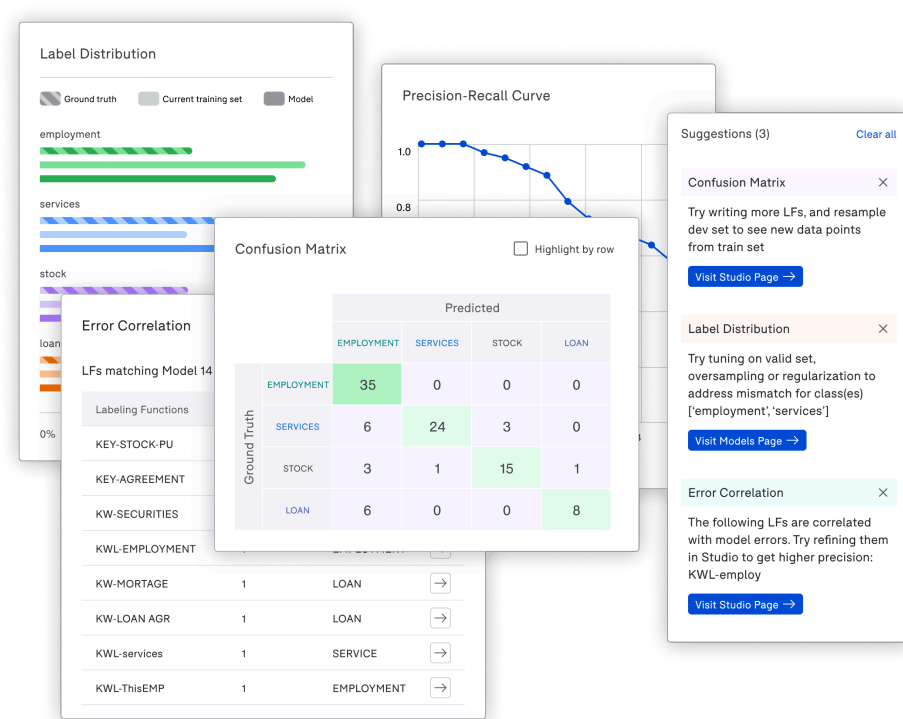 Label Distribution
Ground truth
Current training set
Model
employment
services
stock
loan
0%
Precision-Recall Curve
1.0
0.8
Confusion Matrix
Highlight by row
Predicted
EMPLOYMENT SERVICES STOCK LOAN
Ground Truth
EMPLOYMENT 35 0 0 0
SERVICES 6 24 3 0
STOCK 3 1 15 1
LOAN 6 0 0 8
Error Correlation
LFs matching Model 14
Labeling Functions
KEY-STOCK-PU
KEY-AGREEMENT
KW-SECURITIES
KWL-EMPLOYMENT
KW-MORTAGE 1 LOAN
KW-LOAN AGR 1 LOAN
KWL-services 1 SERVICE
KWL-ThisEMP 1 EMPLOYMENT
Suggestions (3) Clear all
Confusion Matrix
Try writing more LFs, and resample
dev set to see new data points
from train set
Visit Studio Page →
Label Distribution
Try tuning on valid set,
oversampling or regularization to
address mismatch for class(es)
['employment', 'services']
Visit Models Page →
Error Correlation
The following LFs are correlated
with model errors. Try refining them
in Studio to get higher precision:
KWL-employ
Visit Studio Page →